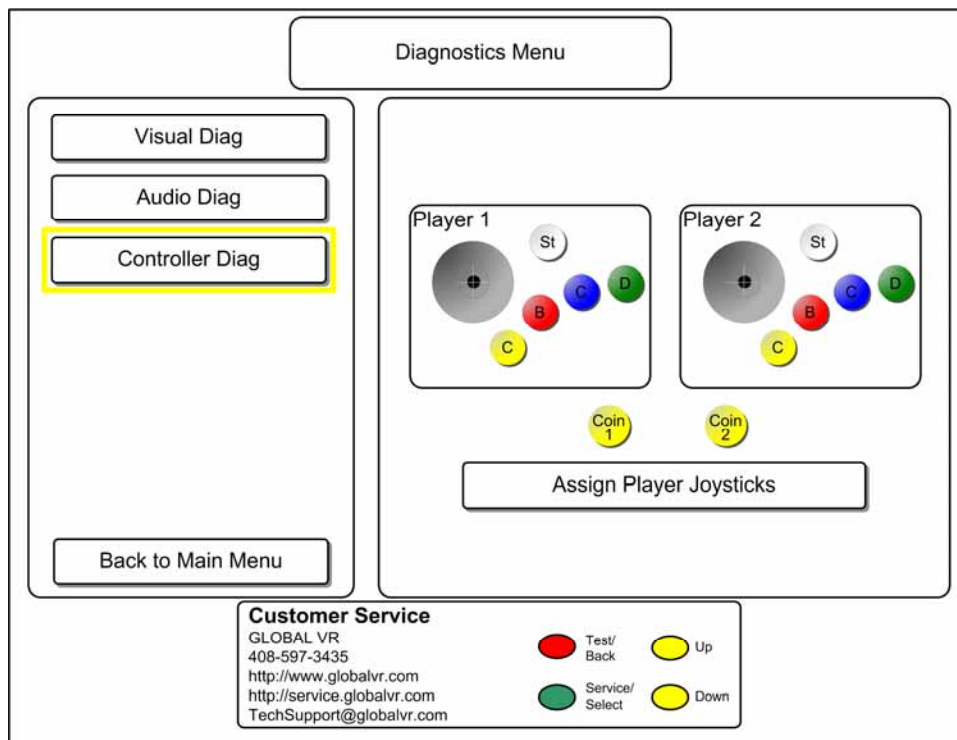 Diagnostics Menu
Visual Diag
Audio Diag
Controller Diag
Back to Main Menu
Player 1
St
D
C
B
C
Player 2
St
D
C
B
C
Coin
1
Coin
2
Assign Player Joysticks
Customer Service
GLOBAL VR
408-597-3435
http://www.globalvr.com
http://service.globalvr.com
TechSupport@globalvr.com
Test/
Back
Up
Service/
Select
Down